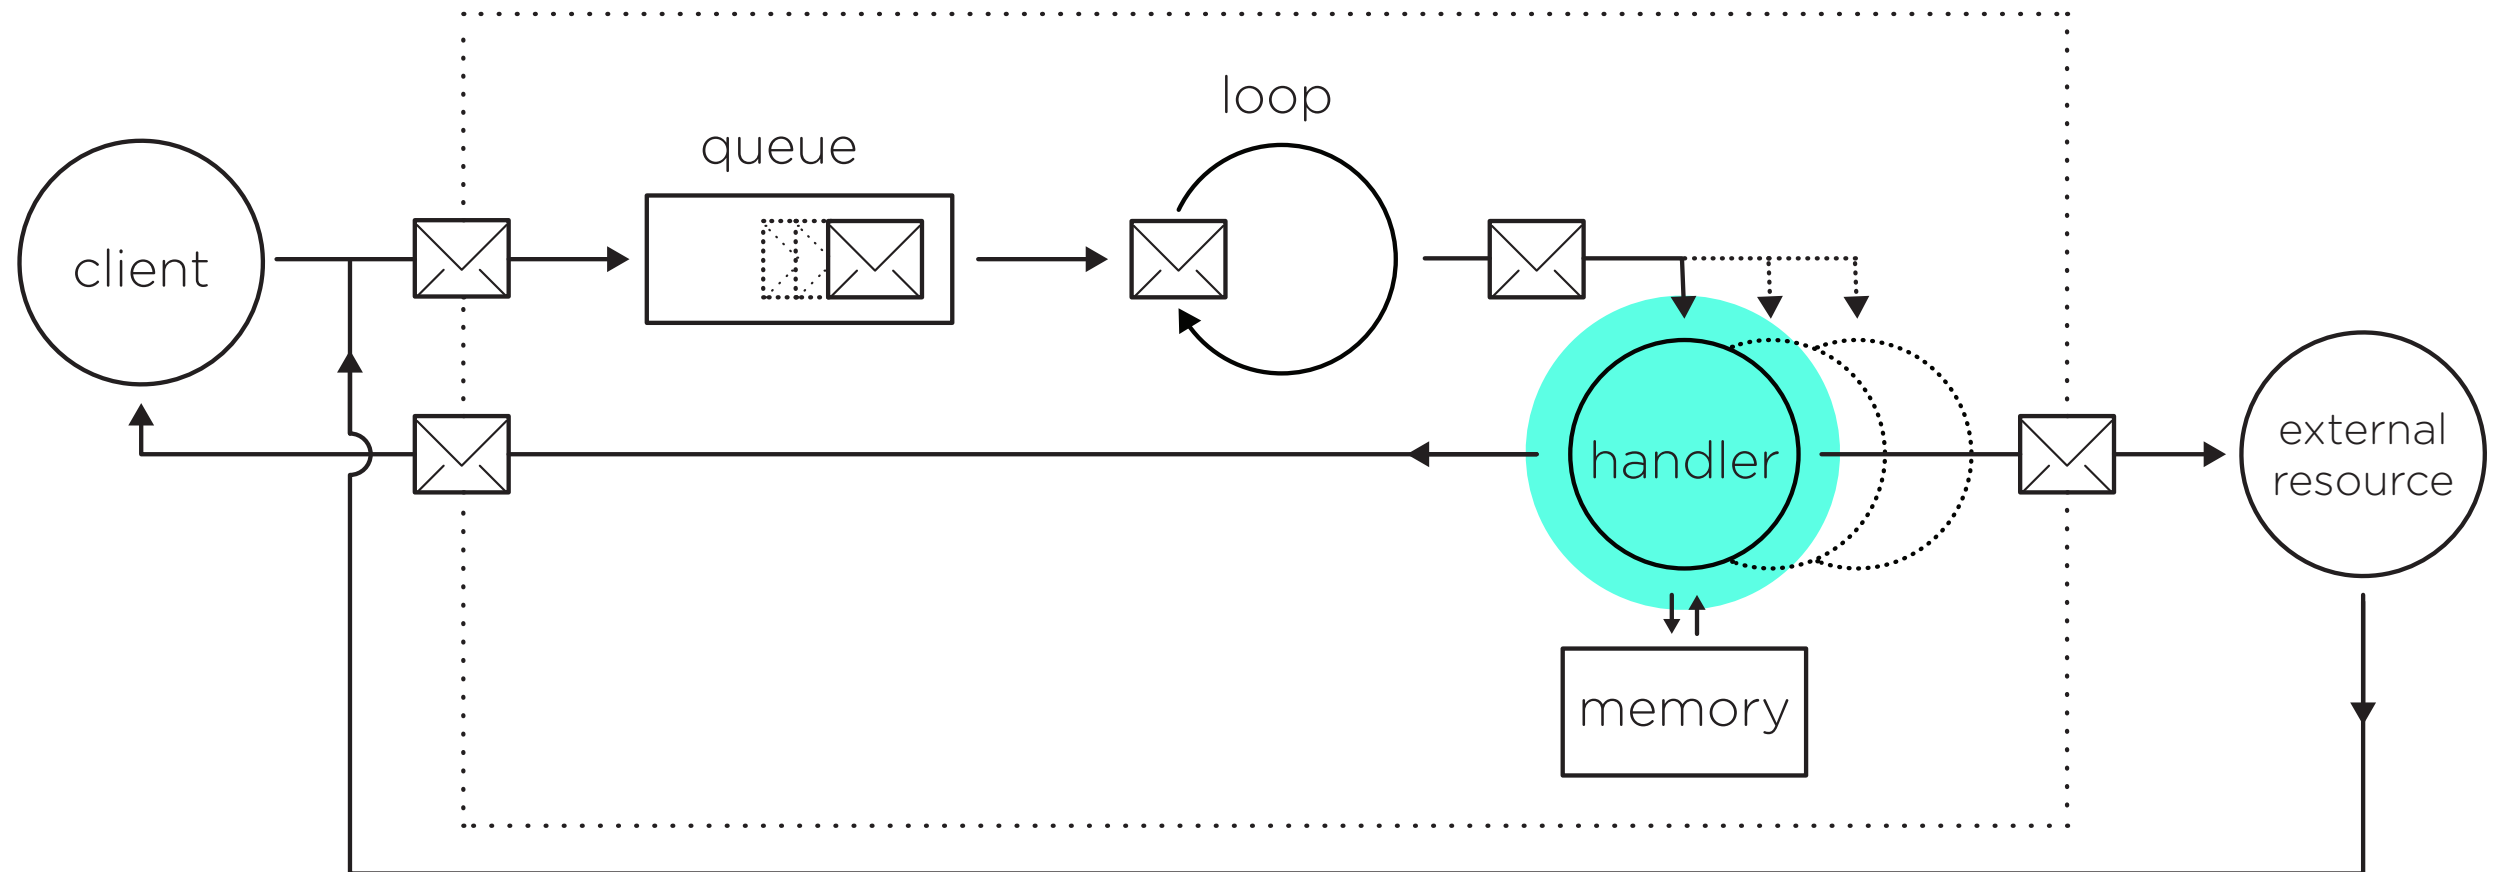 loop
queue
client
handler
external
resource
memory